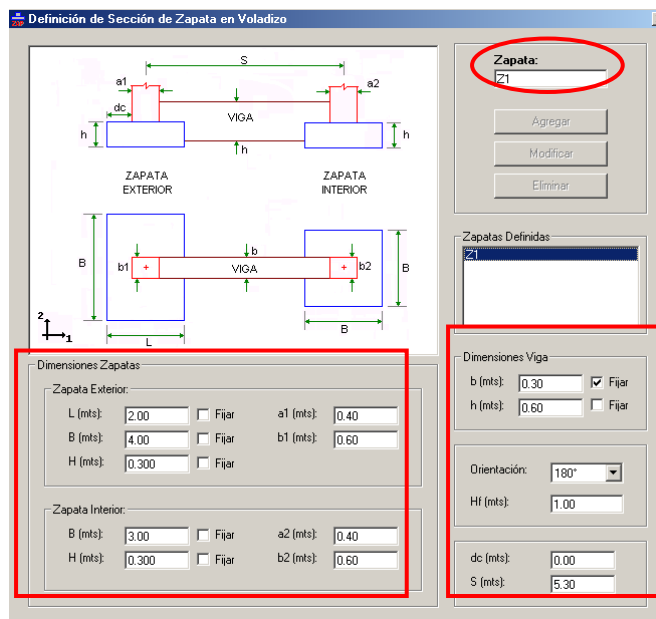 Definición de Sección de Zapata en Voladizo
S
a1
a2
dc
VIGA
h
h
h
ZAPATA EXTERIOR
ZAPATA INTERIOR
B
b1
b
VIGA
b2
B
2
1
L
B
Zapata:
Z1
Agregar
Modificar
Eliminar
Zapatas Definidas
Z1
Dimensiones Zapatas
Zapata Exterior:
L (mts): 2.00 Fijar a1 (mts): 0.40
B (mts): 4.00 Fijar b1 (mts): 0.60
H (mts): 0.300 Fijar
Zapata Interior:
B (mts): 3.00 Fijar a2 (mts): 0.40
H (mts): 0.300 Fijar b2 (mts): 0.60
Dimensiones Viga
b (mts): 0.30 Fijar
h (mts): 0.60 Fijar
Orientación: 180°
Hf (mts): 1.00
dc (mts): 0.00
S (mts): 5.30